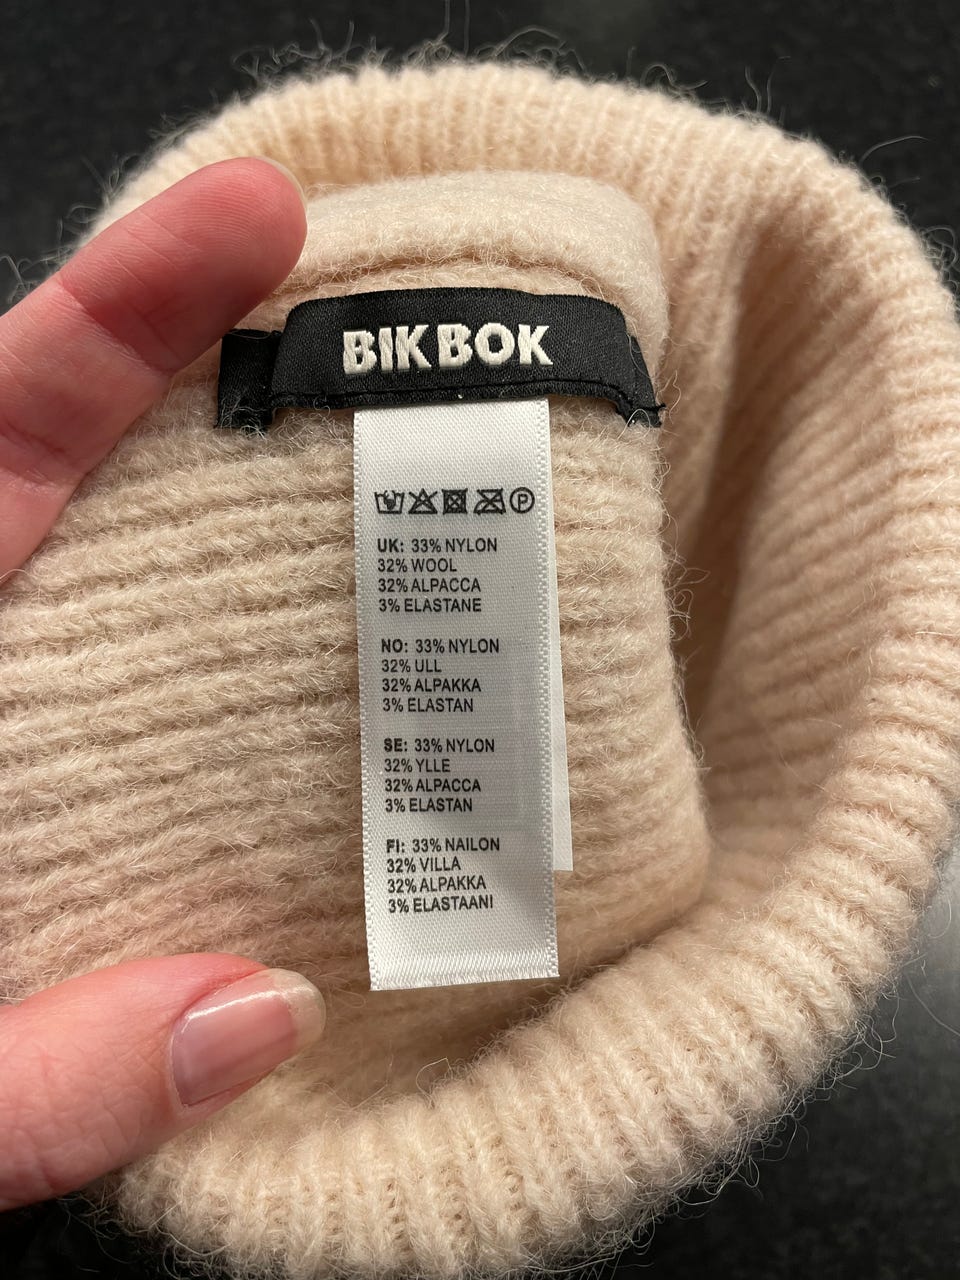 BIK BOK
P
UK: 33% NYLON
32% WOOL
32% ALPACCA
3% ELASTANE
NO: 33% NYLON
32% ULL
32% ALPAKKA
3% ELASTAN
SE: 33% NYLON
32% YLLE
32% ALPACCA
3% ELASTAN
FI: 33% NAILON
32% VILLA
32% ALPAKKA
3% ELASTAANI